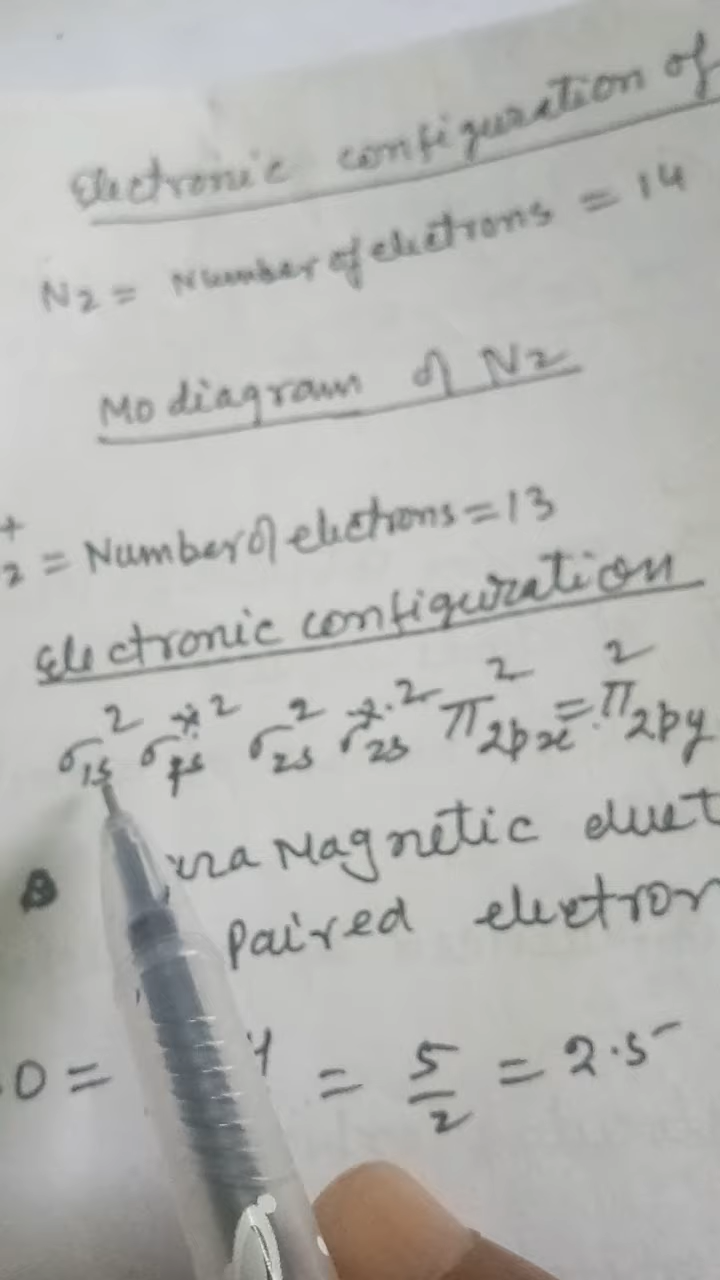 Electronic configuration of
N2 = Number of electrons = 14
Mo diagram of N2
+
2 = Number of electrons = 13
Electronic configuration
σ1s² σ*1s² σ2s² σ*2s² π2px² = π2py²
Magnetic
Paired electron
O = 4 = 5/2 = 2.5